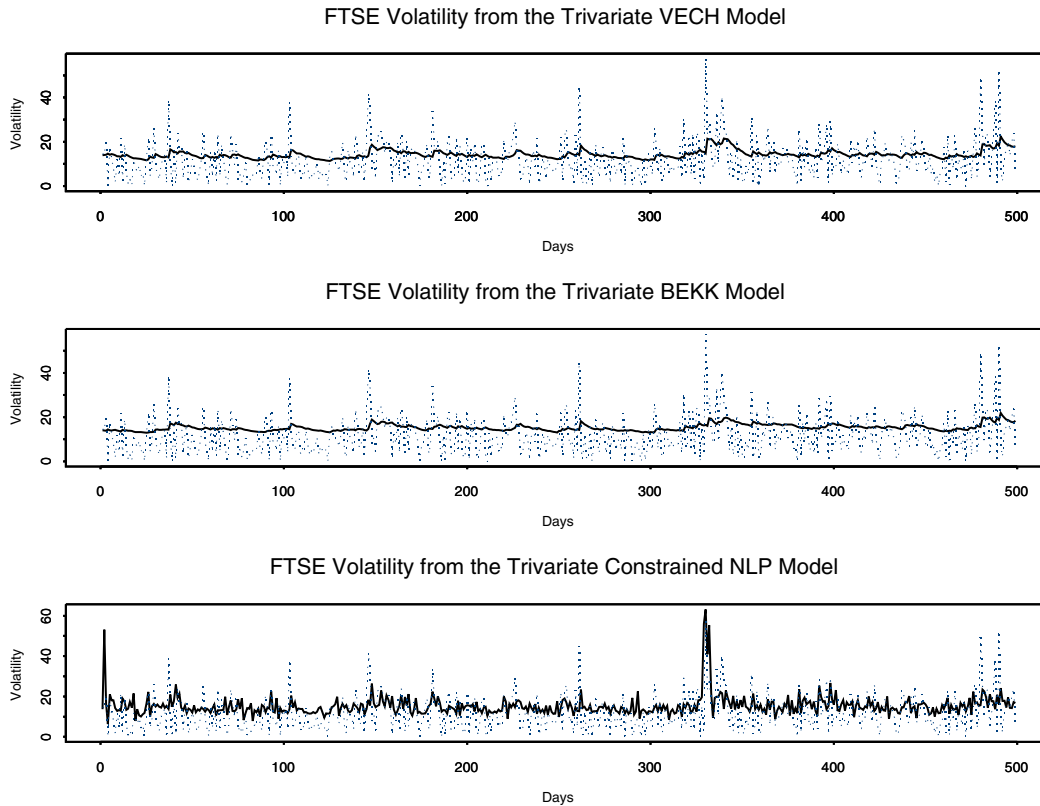 FTSE Volatility from the Trivariate VECH Model
Volatility
40
20
0
0 100 200 300 400 500
Days
FTSE Volatility from the Trivariate BEKK Model
Volatility
40
20
0
0 100 200 300 400 500
Days
FTSE Volatility from the Trivariate Constrained NLP Model
Volatility
60
40
20
0
0 100 200 300 400 500
Days